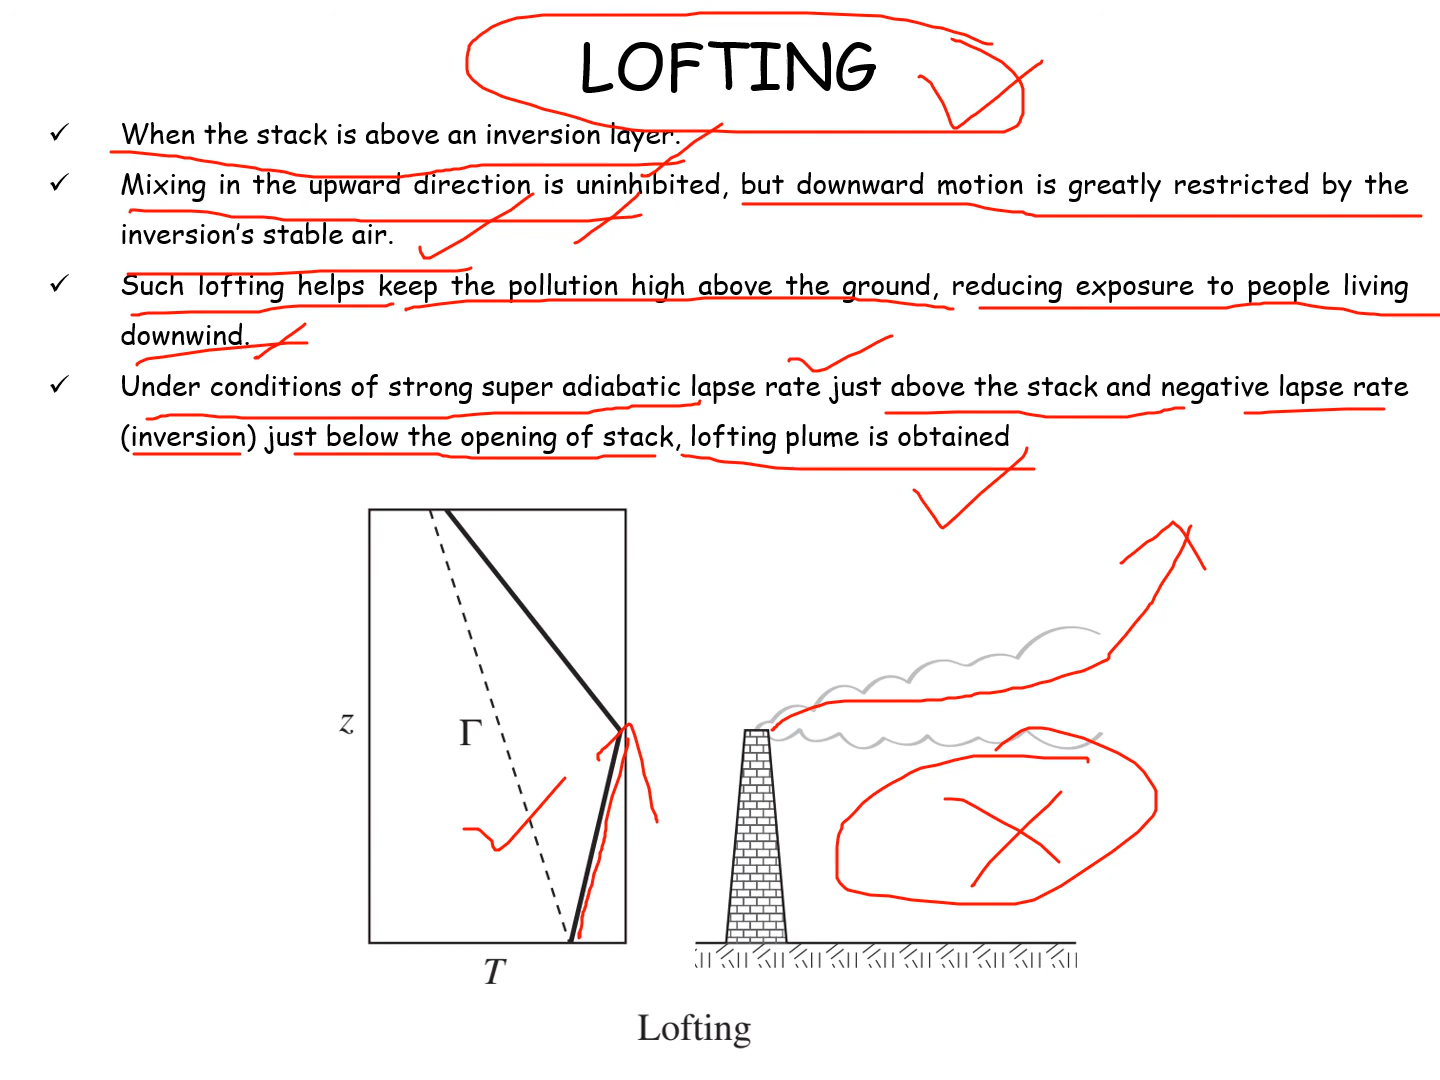 LOFTING
✓ When the stack is above an inversion layer.
✓ Mixing in the upward direction is uninhibited, but downward motion is greatly restricted by the
inversion's stable air.
✓ Such lofting helps keep the pollution high above the ground, reducing exposure to people living
downwind.
✓ Under conditions of strong super adiabatic lapse rate just above the stack and negative lapse rate
(inversion) just below the opening of stack, lofting plume is obtained
z
Γ
T
Lofting